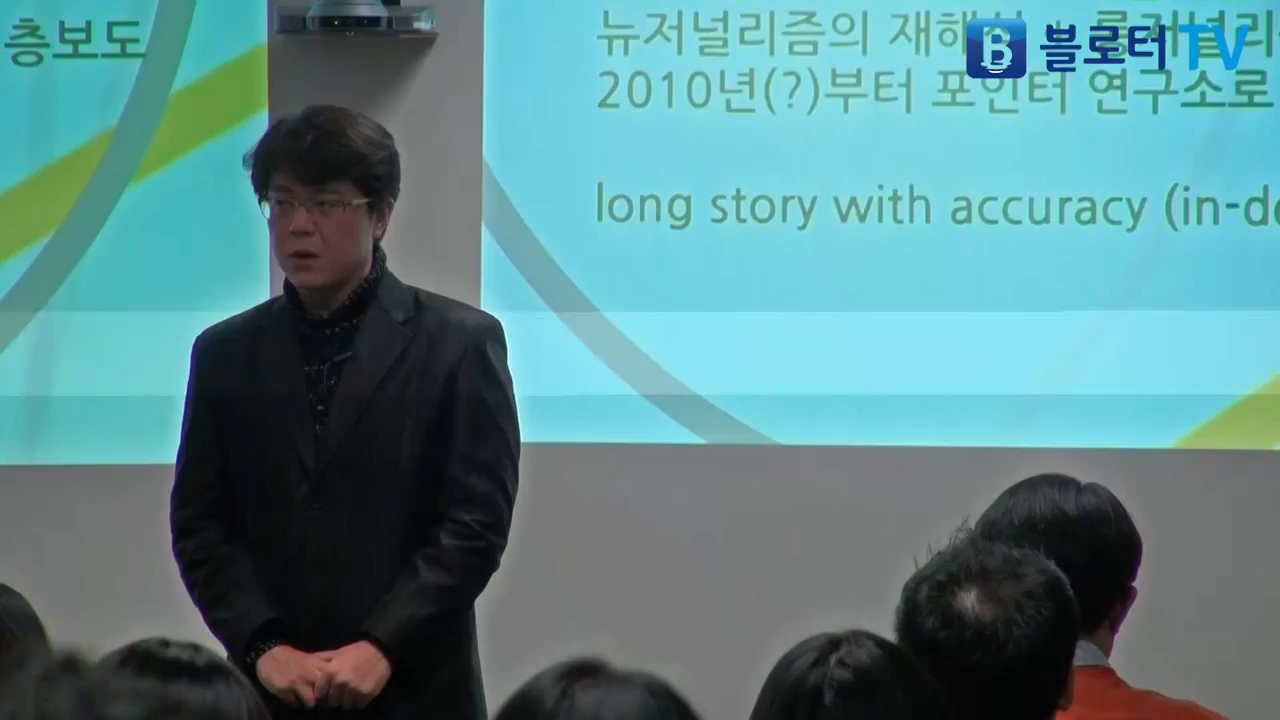 층보도
뉴저널리즘의 재해석
블로터TV
2010년(?)부터 포인터 연구소로
long story with accuracy (in-de